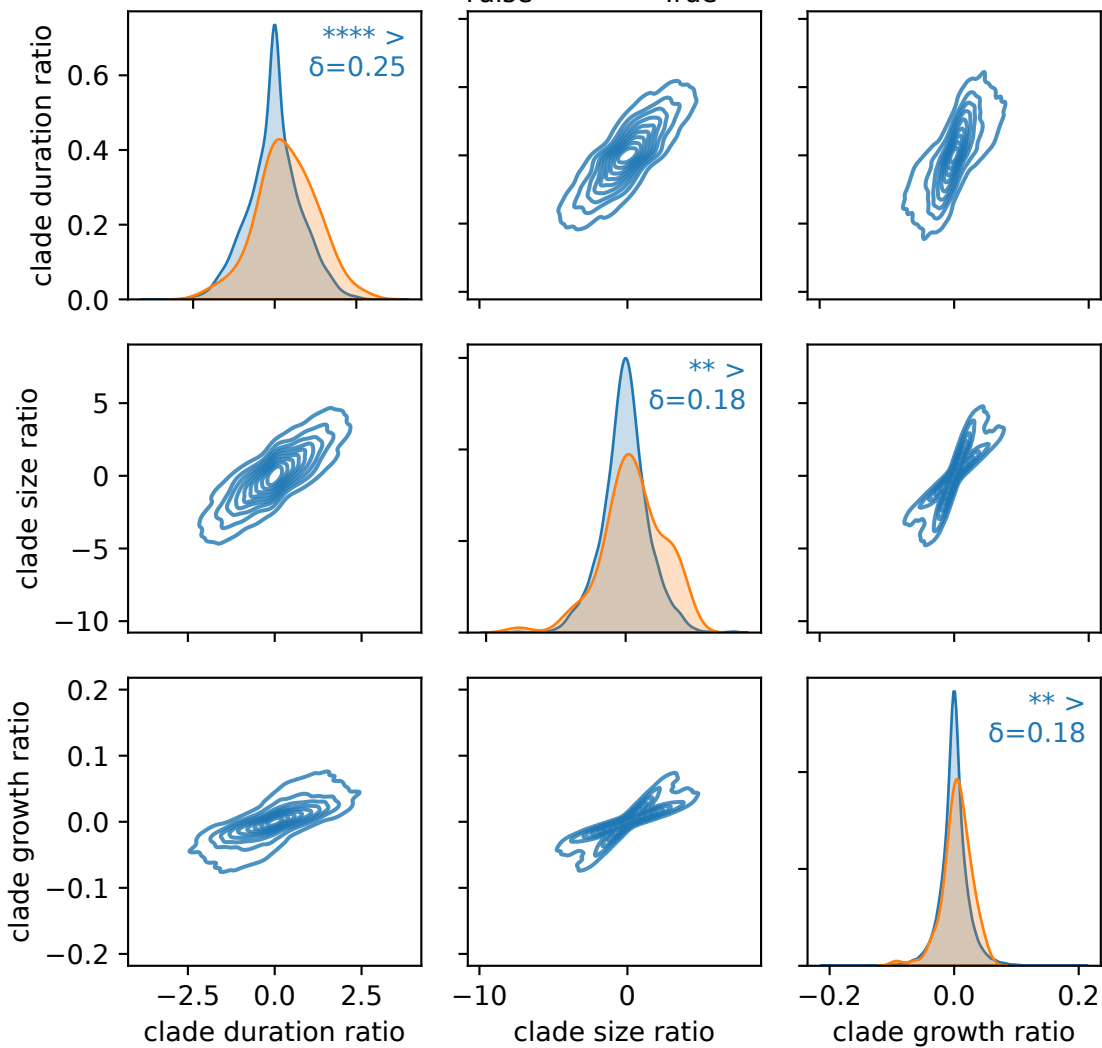 clade duration ratio
0.6
0.4
0.2
0.0
**** >
δ=0.25
clade size ratio
5
0
−5
−10
** >
δ=0.18
clade growth ratio
0.2
0.1
0.0
−0.1
−0.2
** >
δ=0.18
−2.5 0.0 2.5
clade duration ratio
−10 0
clade size ratio
−0.2 0.0 0.2
clade growth ratio